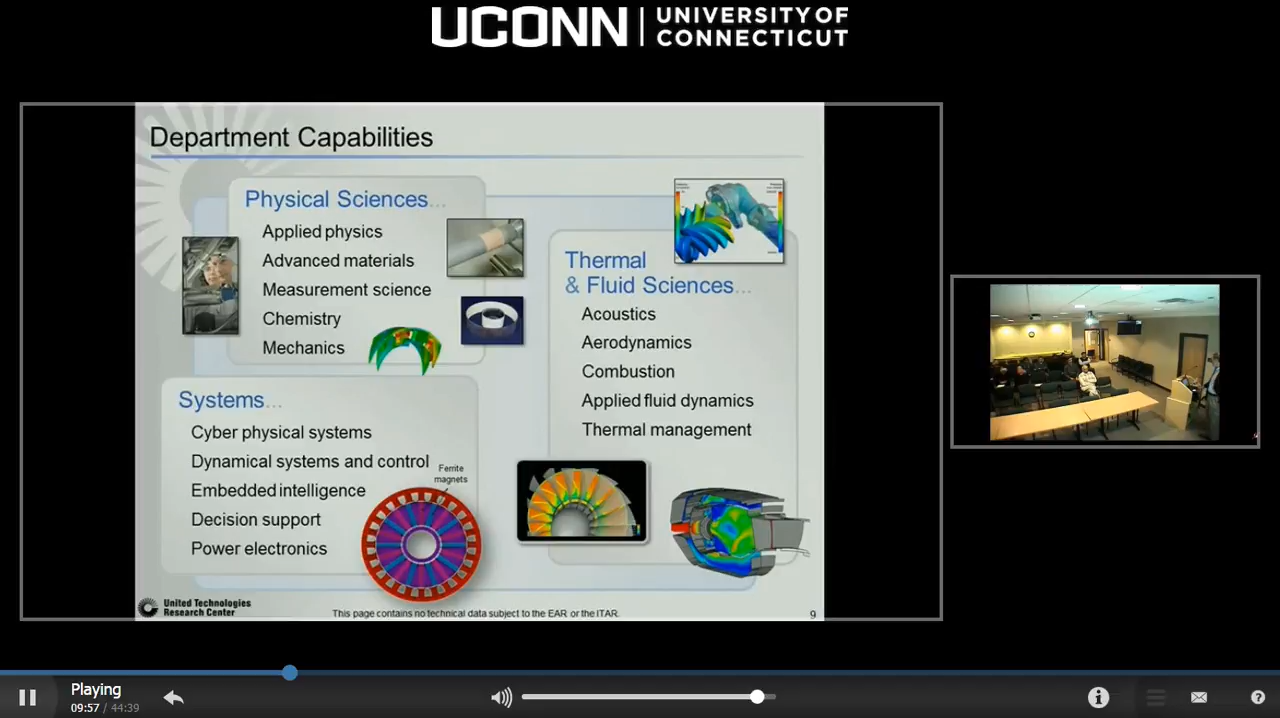 UCONN
UNIVERSITY OF
CONNECTICUT
Department Capabilities
Physical Sciences...
Applied physics
Advanced materials
Measurement science
Chemistry
Mechanics
Systems...
Cyber physical systems
Dynamical systems and control
Embedded intelligence
Decision support
Power electronics
Ferrite
magnets
Thermal
& Fluid Sciences...
Acoustics
Aerodynamics
Combustion
Applied fluid dynamics
Thermal management
United Technologies
Research Center
This page contains no technical data subject to the EAR or the ITAR.
9
Playing
09:57 / 44:39